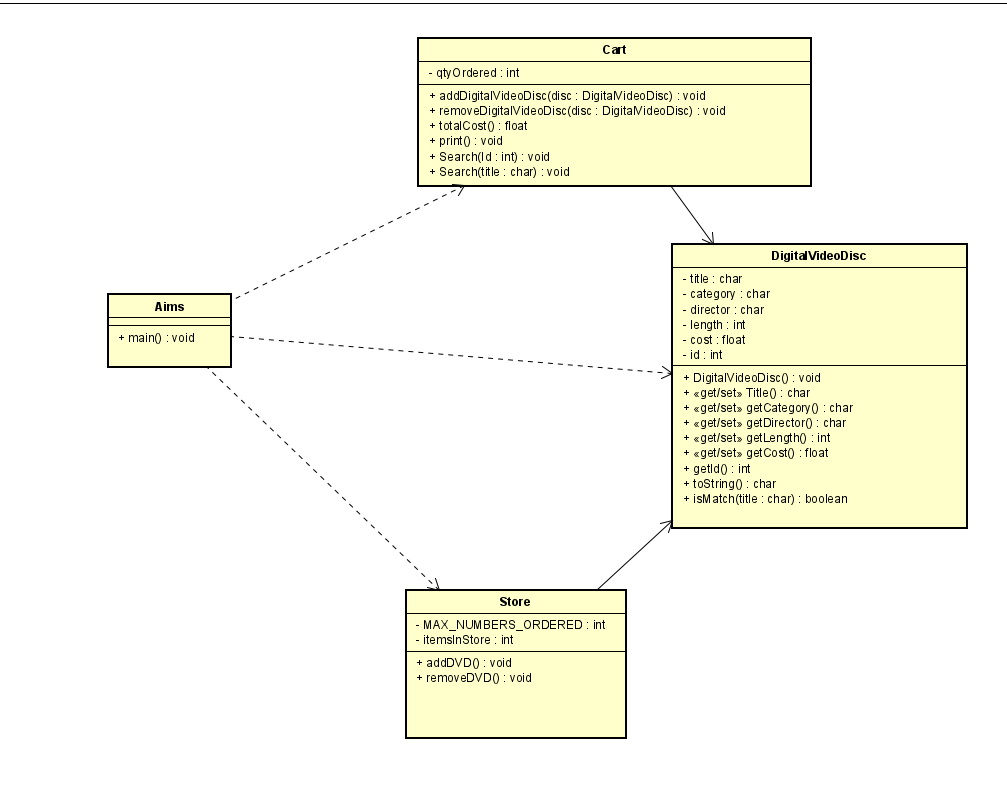 Cart
- qtyOrdered : int
+ addDigitalVideoDisc(disc : DigitalVideoDisc) : void
+ removeDigitalVideoDisc(disc : DigitalVideoDisc) : void
+ totalCost() : float
+ print() : void
+ Search(Id : int) : void
+ Search(title : char) : void
Aims
+ main() : void
DigitalVideoDisc
- title : char
- category : char
- director : char
- length : int
- cost : float
- id : int
+ DigitalVideoDisc() : void
+ «get/set» Title() : char
+ «get/set» getCategory() : char
+ «get/set» getDirector() : char
+ «get/set» getLength() : int
+ «get/set» getCost() : float
+ getId() : int
+ toString() : char
+ isMatch(title : char) : boolean
Store
- MAX_NUMBERS_ORDERED : int
- itemsInStore : int
+ addDVD() : void
+ removeDVD() : void